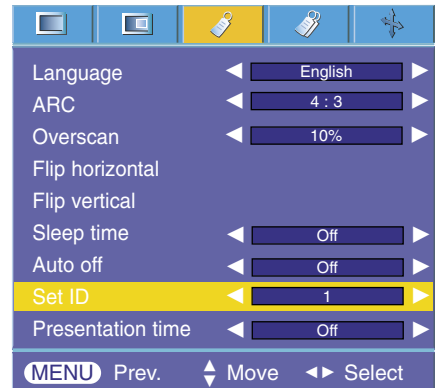 Language English
ARC 4 : 3
Overscan 10%
Flip horizontal
Flip vertical
Sleep time Off
Auto off Off
Set ID 1
Presentation time Off
MENU Prev. Move Select